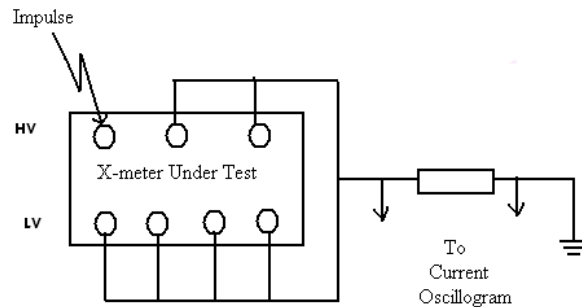 Impulse
HV
X-meter Under Test
LV
To
Current
Oscillogram